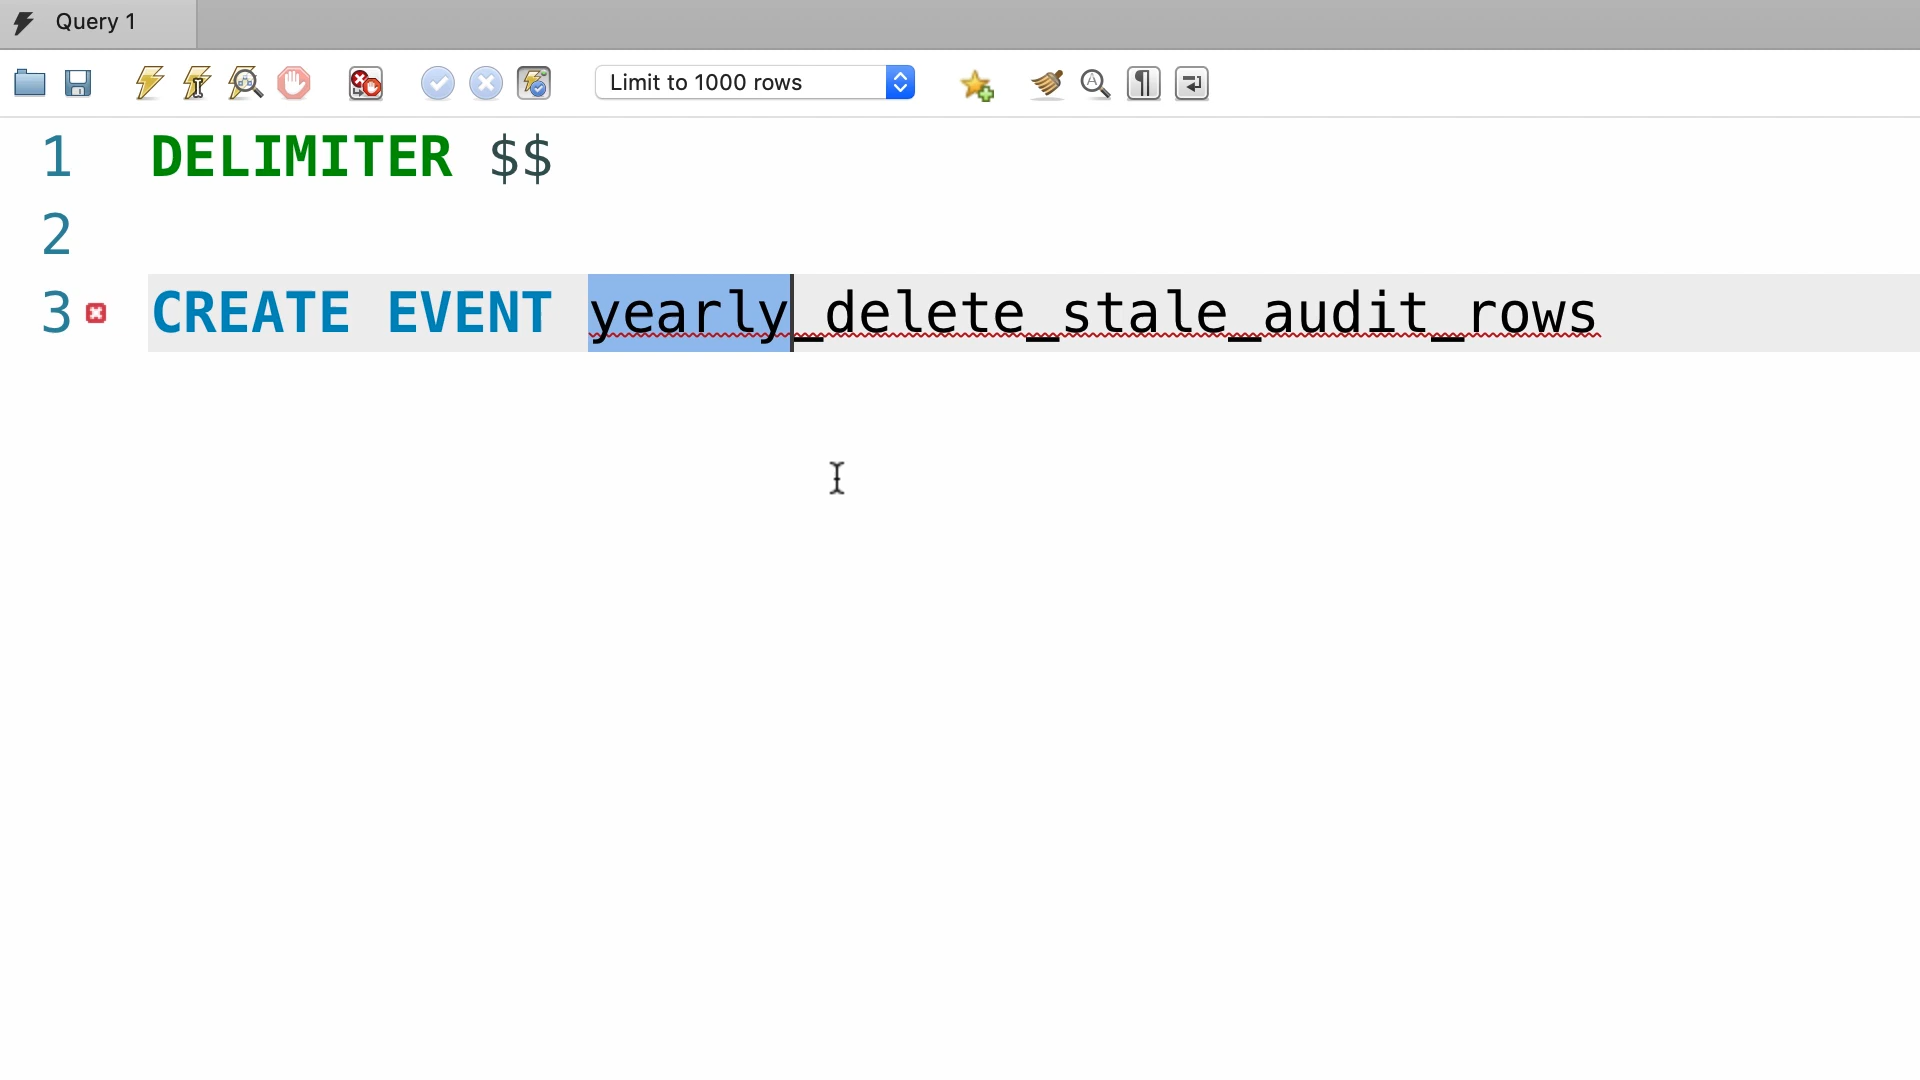 Query 1
Limit to 1000 rows
1 DELIMITER $$
2
3 CREATE EVENT yearly_delete_stale_audit_rows